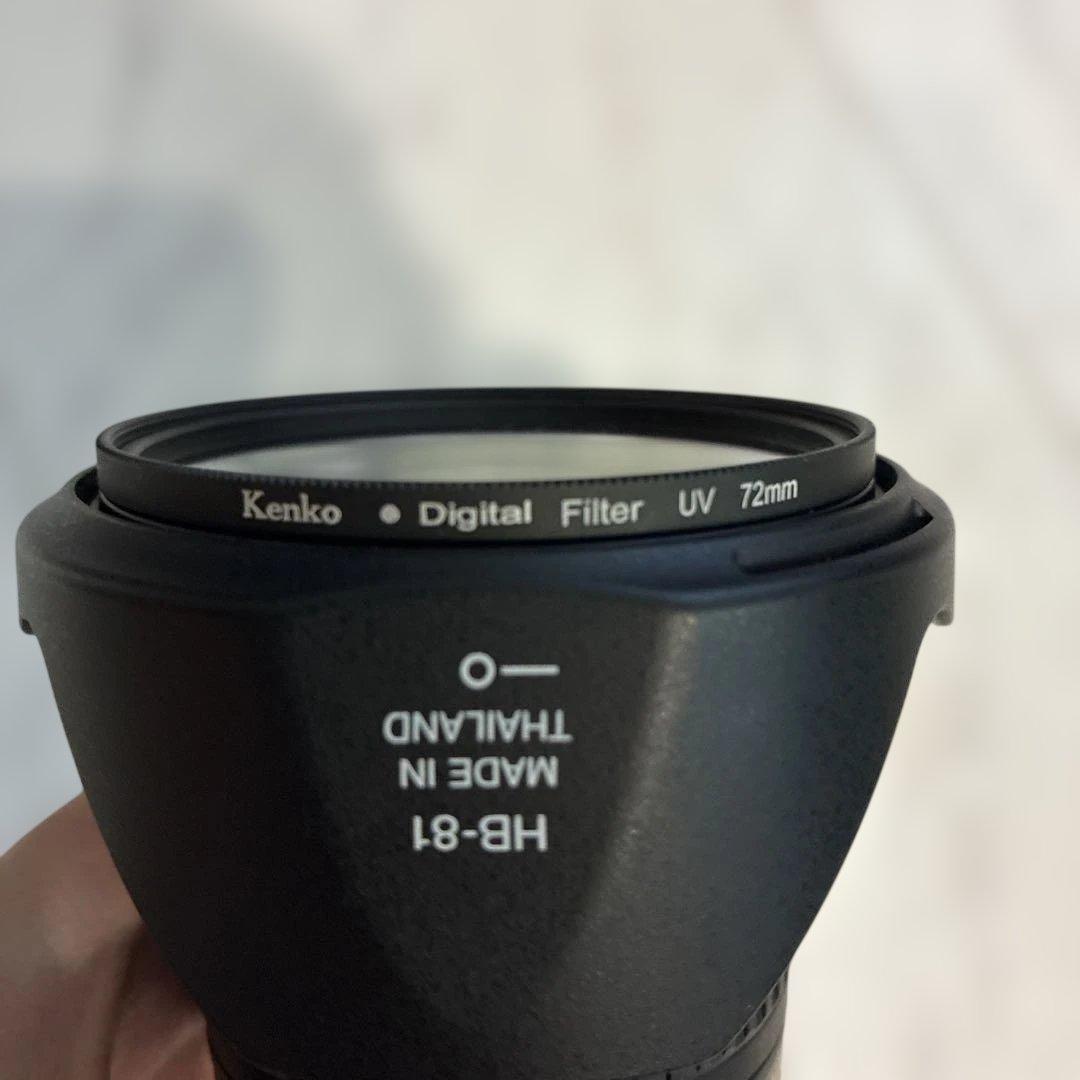 Kenko ● Digital Filter UV 72mm
HB-81
MADE IN
THAILAND